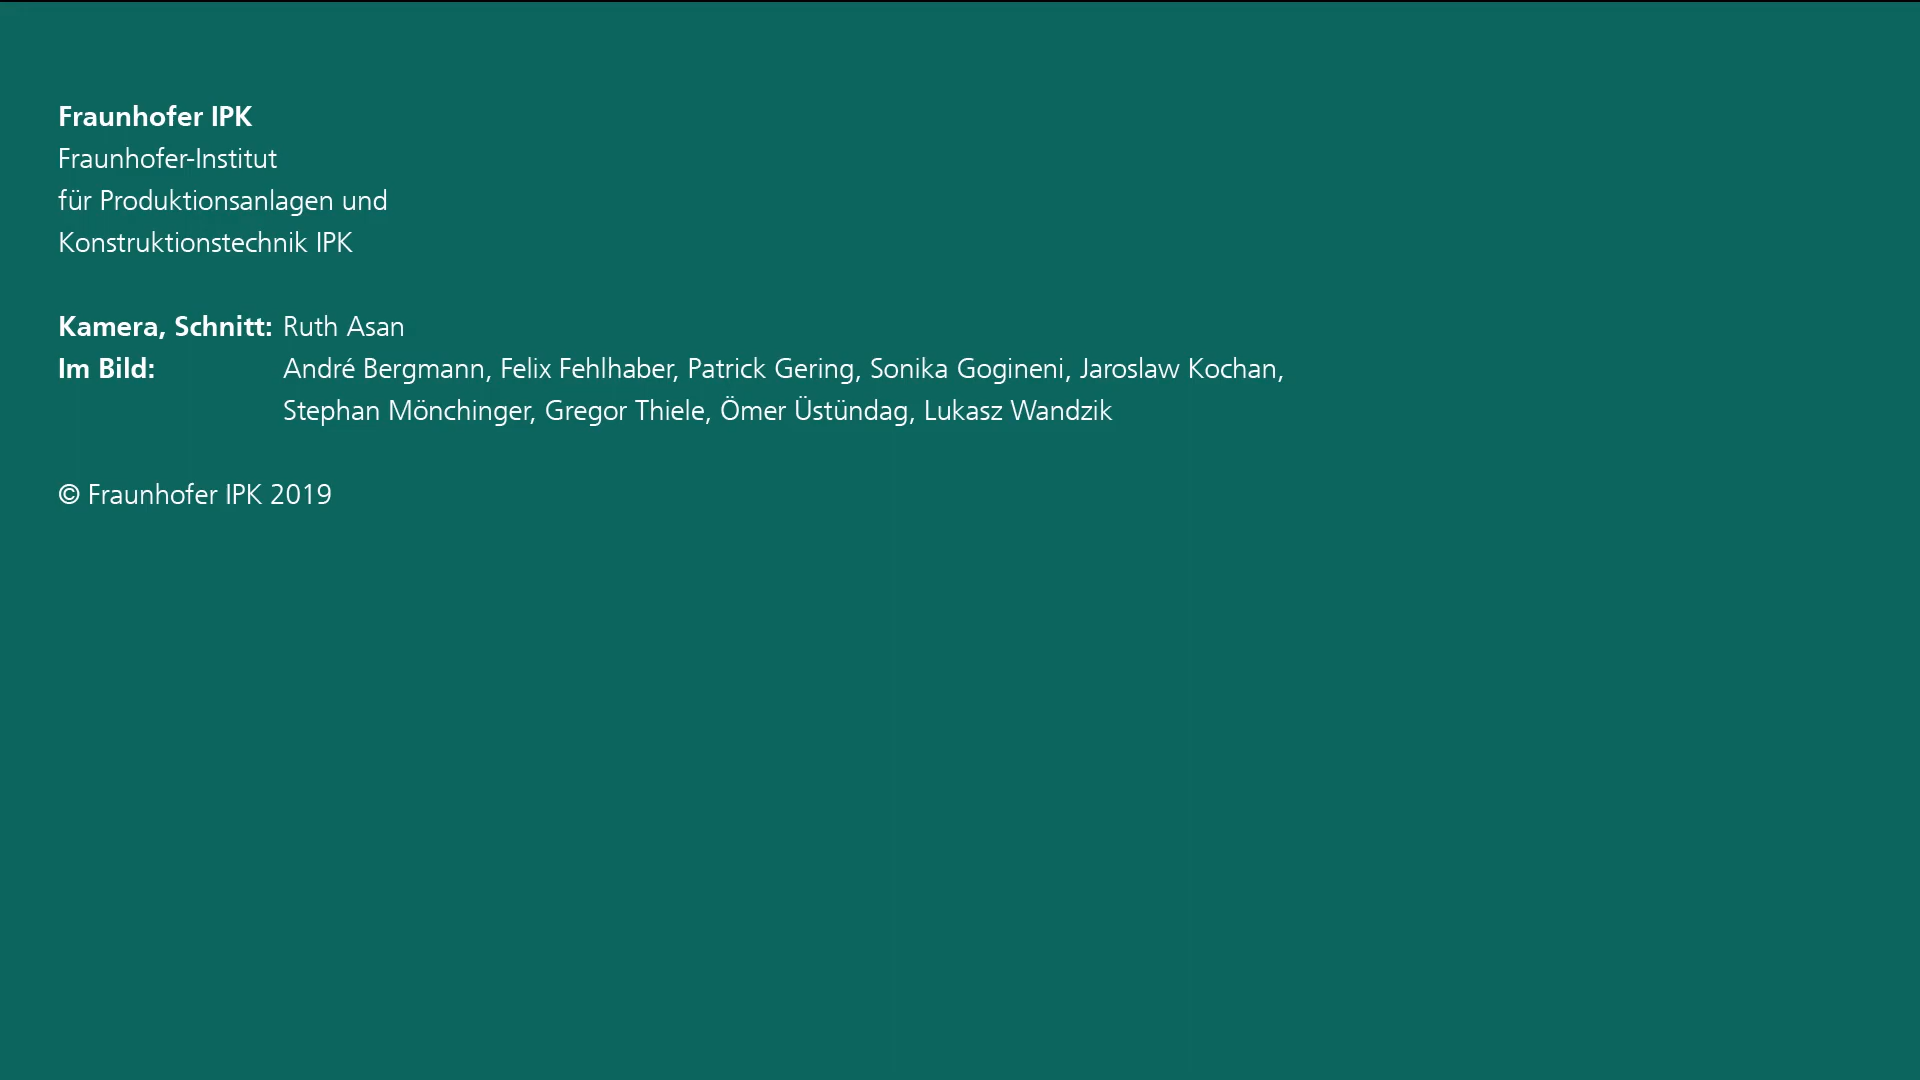 Fraunhofer IPK
Fraunhofer-Institut
für Produktionsanlagen und
Konstruktionstechnik IPK
Kamera, Schnitt: Ruth Asan
Im Bild: André Bergmann, Felix Fehlhaber, Patrick Gering, Sonika Gogineni, Jaroslaw Kochan,
Stephan Mönchinger, Gregor Thiele, Ömer Üstündag, Lukasz Wandzik
© Fraunhofer IPK 2019